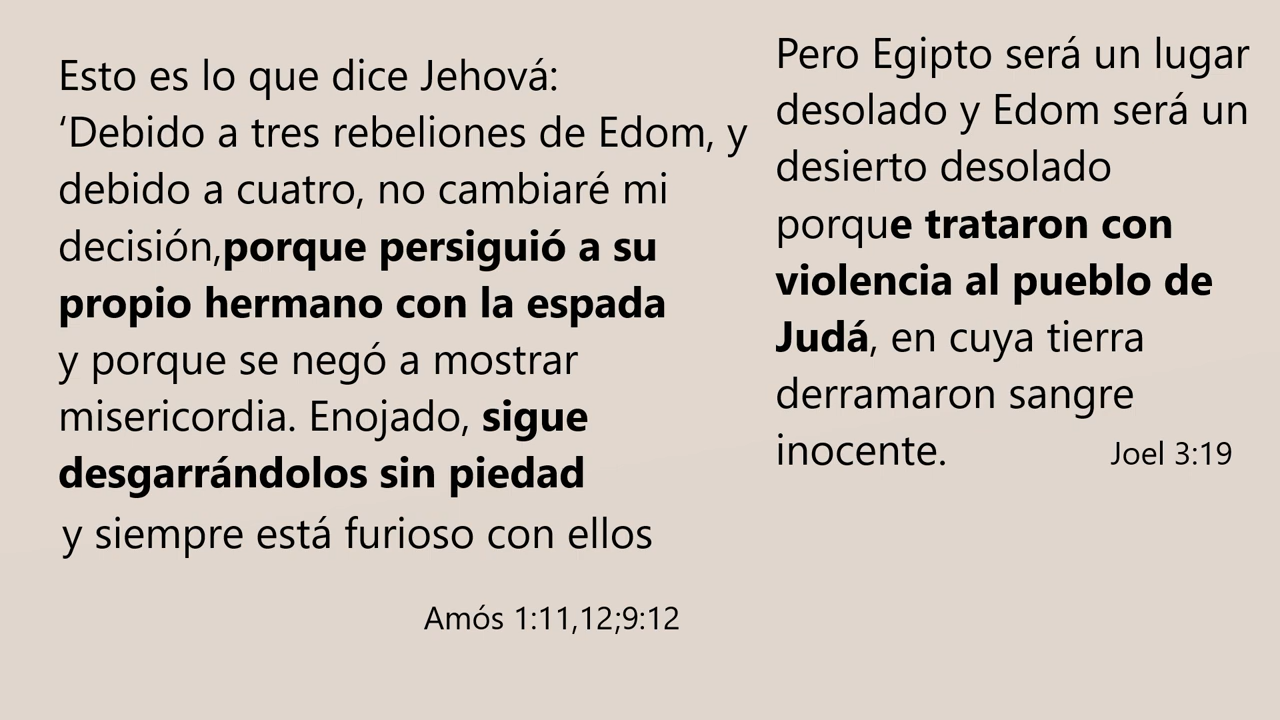 Esto es lo que dice Jehová:
‘Debido a tres rebeliones de Edom, y
debido a cuatro, no cambiaré mi
decisión,porque persiguió a su
propio hermano con la espada
y porque se negó a mostrar
misericordia. Enojado, sigue
desgarrándolos sin piedad
y siempre está furioso con ellos
Amós 1:11,12;9:12
Pero Egipto será un lugar
desolado y Edom será un
desierto desolado
porque trataron con
violencia al pueblo de
Judá, en cuya tierra
derramaron sangre
inocente. Joel 3:19